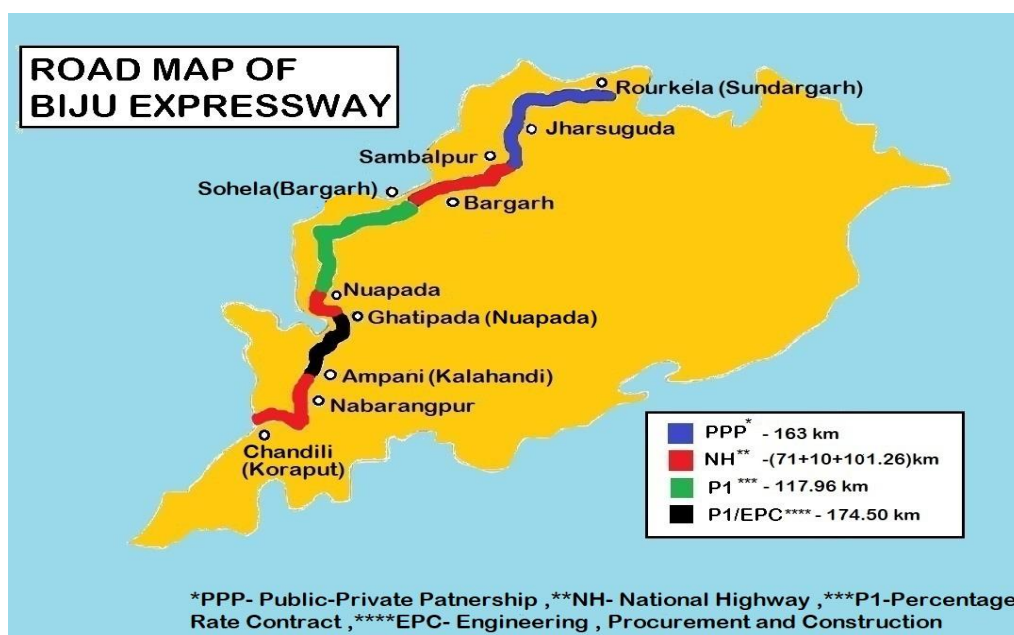 ROAD MAP OF
BIJU EXPRESSWAY
Rourkela (Sundargarh)
Jharsuguda
Sambalpur
Sohela(Bargarh)
Bargarh
Nuapada
Ghatipada (Nuapada)
Ampani (Kalahandi)
Nabarangpur
Chandili
(Koraput)
PPP* - 163 km
NH** -(71+10+101.26)km
P1*** - 117.96 km
P1/EPC**** - 174.50 km
*PPP- Public-Private Patnership ,**NH- National Highway ,***P1-Percentage
Rate Contract ,****EPC- Engineering , Procurement and Construction